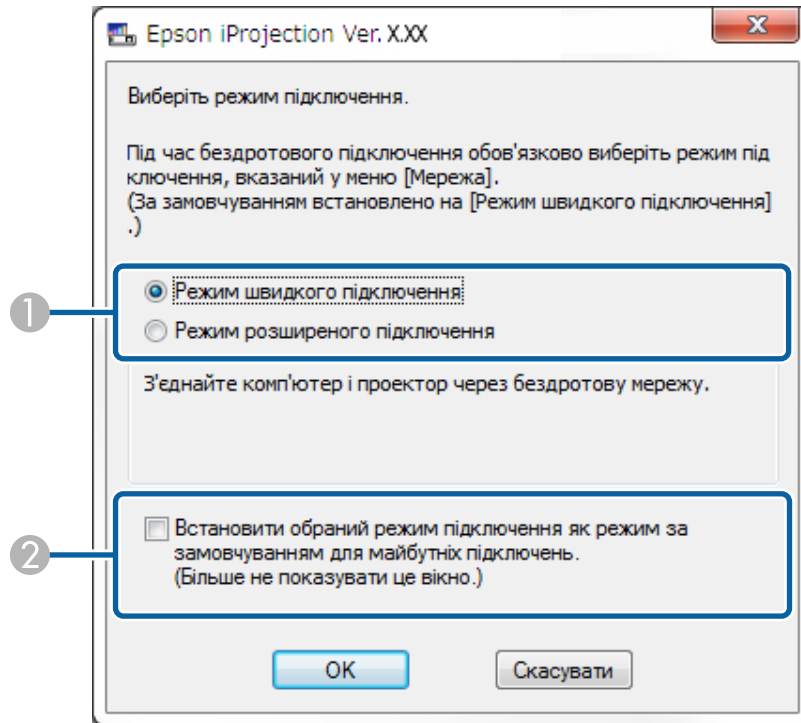 Epson iProjection Ver. X.XX
Виберіть режим підключення.
Під час бездротового підключення обов'язково виберіть режим під
ключення, вказаний у меню [Мережа].
(За замовчуванням встановлено на [Режим швидкого підключення]
.)
1
Режим швидкого підключення
Режим розширеного підключення
З'єднайте комп'ютер і проектор через бездротову мережу.
2
Встановити обраний режим підключення як режим за
замовчуванням для майбутніх підключень.
(Більше не показувати це вікно.)
OK
Скасувати